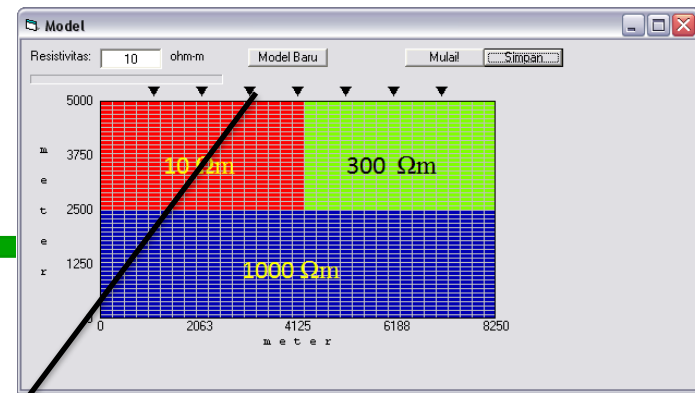 Model
Resistivitas: 10 ohm-m Model Baru Mulai! Simpan
5000
3750
2500
1250
0
meter
10 Ωm
300 Ωm
1000 Ωm
0 2063 4125 6188 8250
meter